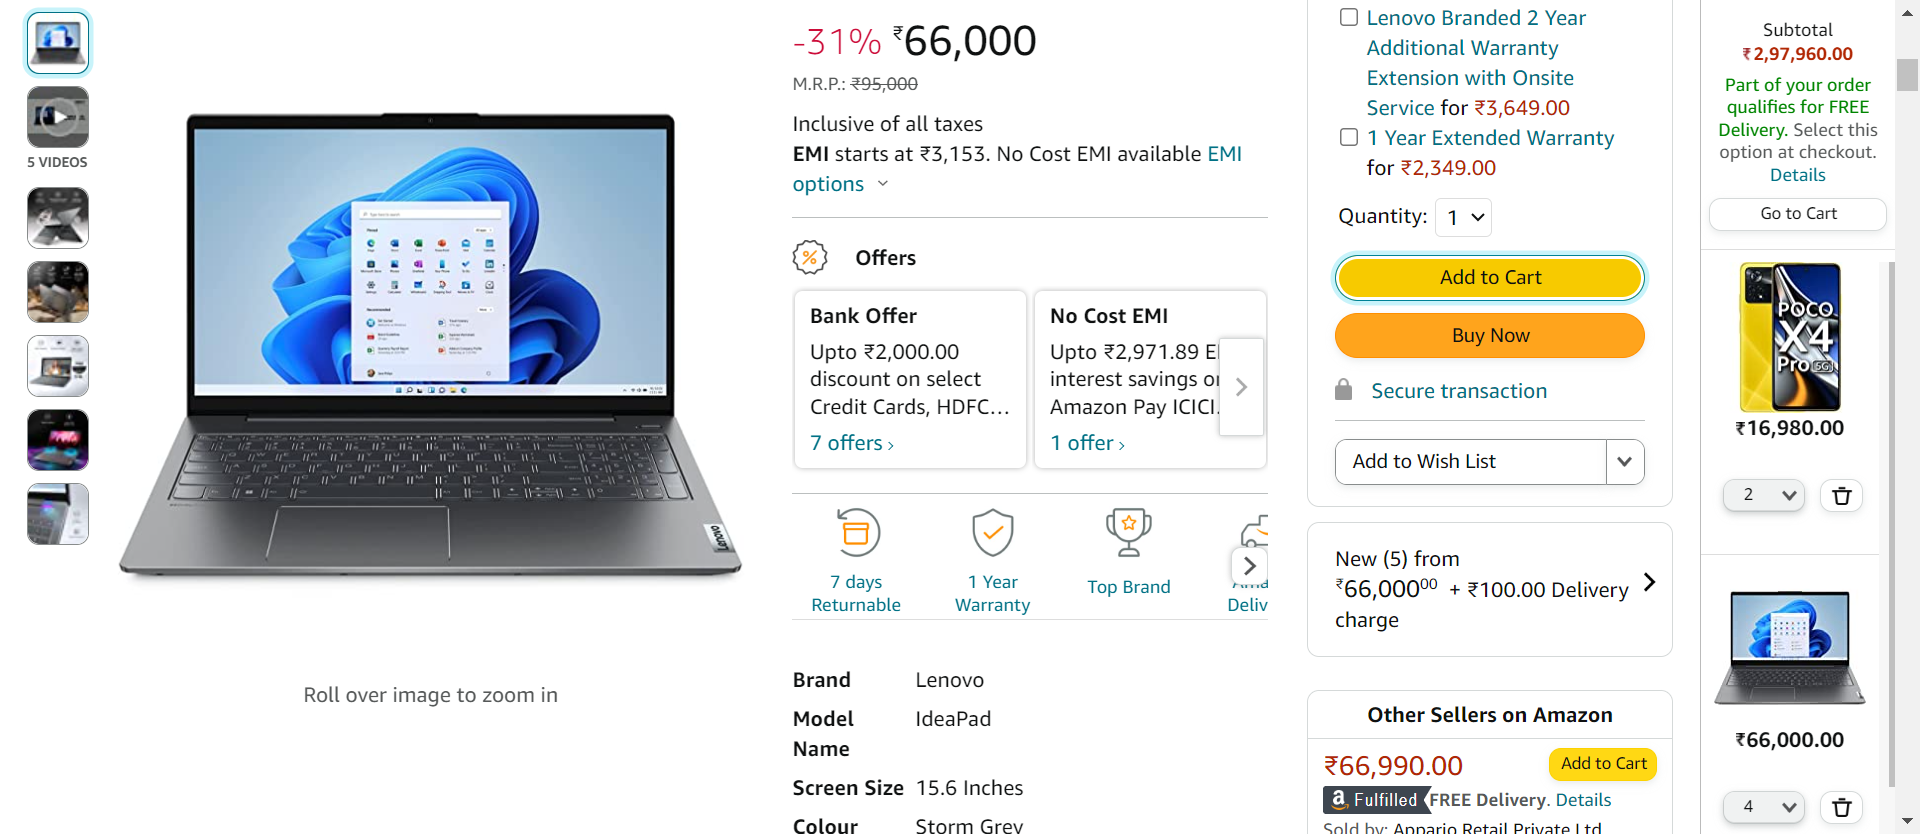 5 VIDEOS
Lenovo
Roll over image to zoom in
-31% ₹66,000
M.R.P.: ₹95,000
Inclusive of all taxes
EMI starts at ₹3,153. No Cost EMI available EMI
options
Offers
Bank Offer
Upto ₹2,000.00
discount on select
Credit Cards, HDFC…
7 offers ›
No Cost EMI
Upto ₹2,971.89 E
interest savings o
Amazon Pay ICICI
1 offer ›
7 days
Returnable
1 Year
Warranty
Top Brand
Deliv
Brand Lenovo
Model
Name IdeaPad
Screen Size 15.6 Inches
Colour Storm Grey
Lenovo Branded 2 Year
Additional Warranty
Extension with Onsite
Service for ₹3,649.00
1 Year Extended Warranty
for ₹2,349.00
Quantity: 1
Add to Cart
Buy Now
Secure transaction
Add to Wish List
New (5) from
₹66,000⁰⁰ + ₹100.00 Delivery
charge
Other Sellers on Amazon
₹66,990.00 Add to Cart
a Fulfilled FREE Delivery. Details
Sold by: Appario Retail Private Ltd
Subtotal
₹2,97,960.00
Part of your order
qualifies for FREE
Delivery. Select this
option at checkout.
Details
Go to Cart
POCO
X4
Pro 5G
₹16,980.00
2
₹66,000.00
4